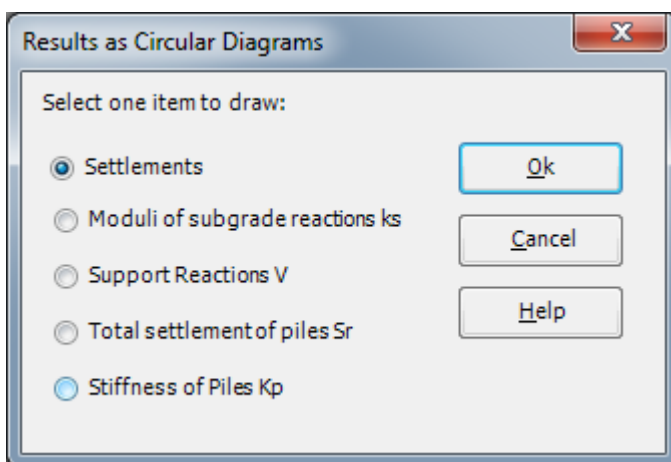 Results as Circular Diagrams
Select one item to draw:
Settlements
Ok
Moduli of subgrade reactions ks
Cancel
Support Reactions V
Help
Total settlement of piles Sr
Stiffness of Piles Kp